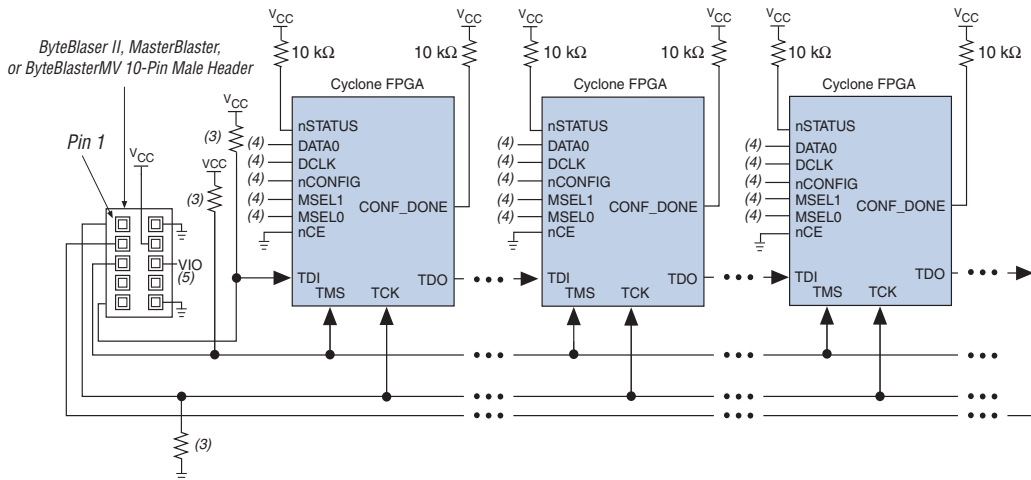 ByteBlaser II, MasterBlaster,
or ByteBlasterMV 10-Pin Male Header
Pin 1
VCC
VIO
(5)
VCC
(3)
VCC
(3)
(3)
VCC
10 kΩ
VCC
10 kΩ
Cyclone FPGA
nSTATUS
(4) DATA0
(4) DCLK
(4) nCONFIG
(4) MSEL1
(4) MSEL0
nCE
CONF_DONE
TDI
TDO
TMS
TCK
VCC
10 kΩ
VCC
10 kΩ
Cyclone FPGA
nSTATUS
(4) DATA0
(4) DCLK
(4) nCONFIG
(4) MSEL1
(4) MSEL0
nCE
CONF_DONE
TDI
TDO
TMS
TCK
VCC
10 kΩ
VCC
10 kΩ
Cyclone FPGA
nSTATUS
(4) DATA0
(4) DCLK
(4) nCONFIG
(4) MSEL1
(4) MSEL0
nCE
CONF_DONE
TDI
TDO
TMS
TCK